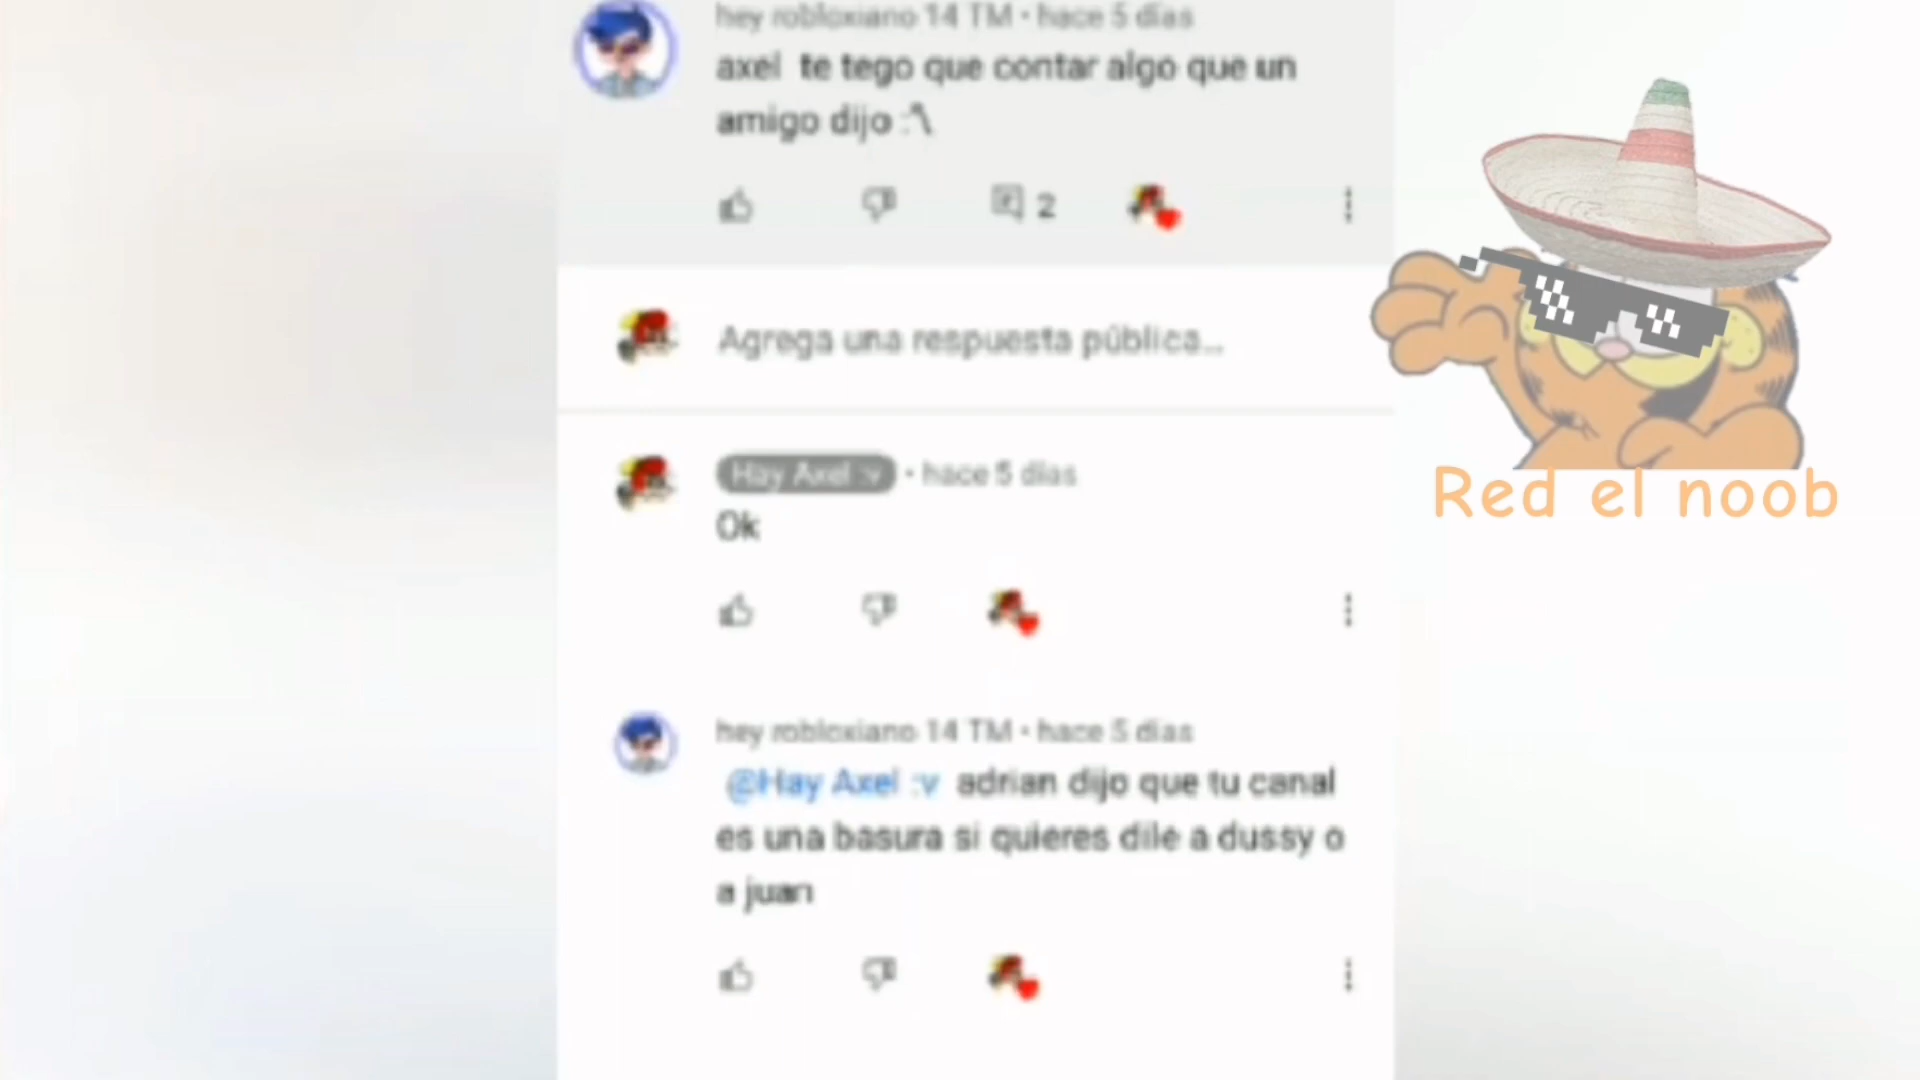 hey robloxiano 14 TM • hace 5 días
axel te tego que contar algo que un
amigo dijo :'\
2
Agrega una respuesta pública...
Hay Axel :v • hace 5 días
Ok
hey robloxiano 14 TM • hace 5 días
@Hay Axel :v adrian dijo que tu canal
es una basura si quieres dile a dussy o
a juan
Red el noob